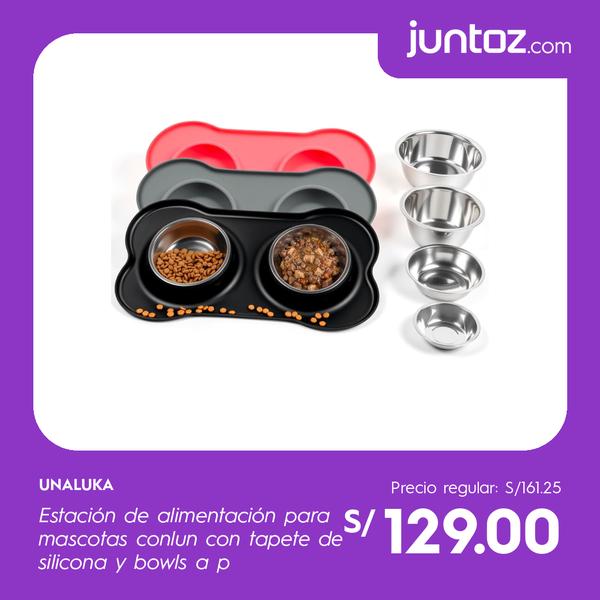 juntoz.com
UNALUKA
Estación de alimentación para
mascotas conlun con tapete de
silicona y bowls a p
Precio regular: S/161.25
S/129.00